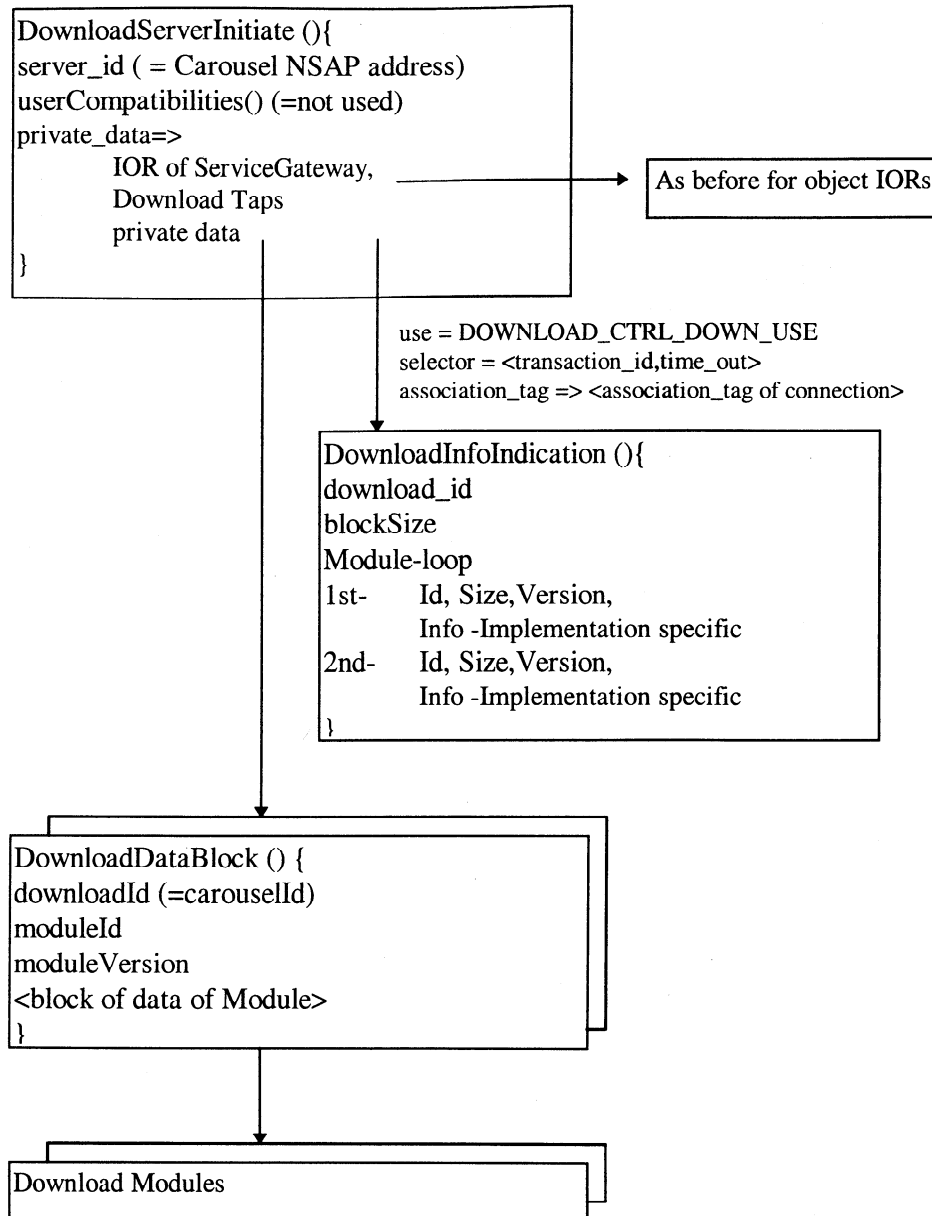 DownloadServerInitiate (){
server_id ( = Carousel NSAP address)
userCompatibilities() (=not used)
private_data=>
IOR of ServiceGateway,
Download Taps
private data
}
As before for object IORs
use = DOWNLOAD_CTRL_DOWN_USE
selector = <transaction_id,time_out>
association_tag => <association_tag of connection>
DownloadInfoIndication (){
download_id
blockSize
Module-loop
1st- Id, Size,Version,
Info -Implementation specific
2nd- Id, Size,Version,
Info -Implementation specific
}
DownloadDataBlock () {
downloadId (=carouselId)
moduleId
moduleVersion
<block of data of Module>
}
Download Modules